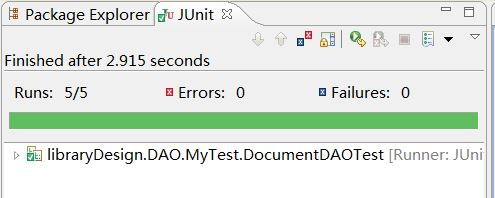 Package Explorer JUnit
Finished after 2.915 seconds
Runs: 5/5 Errors: 0 Failures: 0
libraryDesign.DAO.MyTest.DocumentDAOTest [Runner: JUni